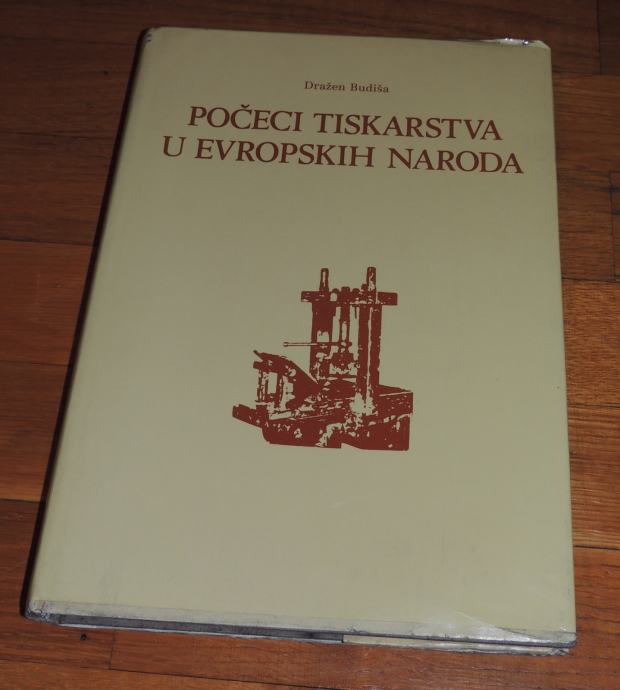 Dražen Budiša
POČECI TISKARSTVA
U EVROPSKIH NARODA